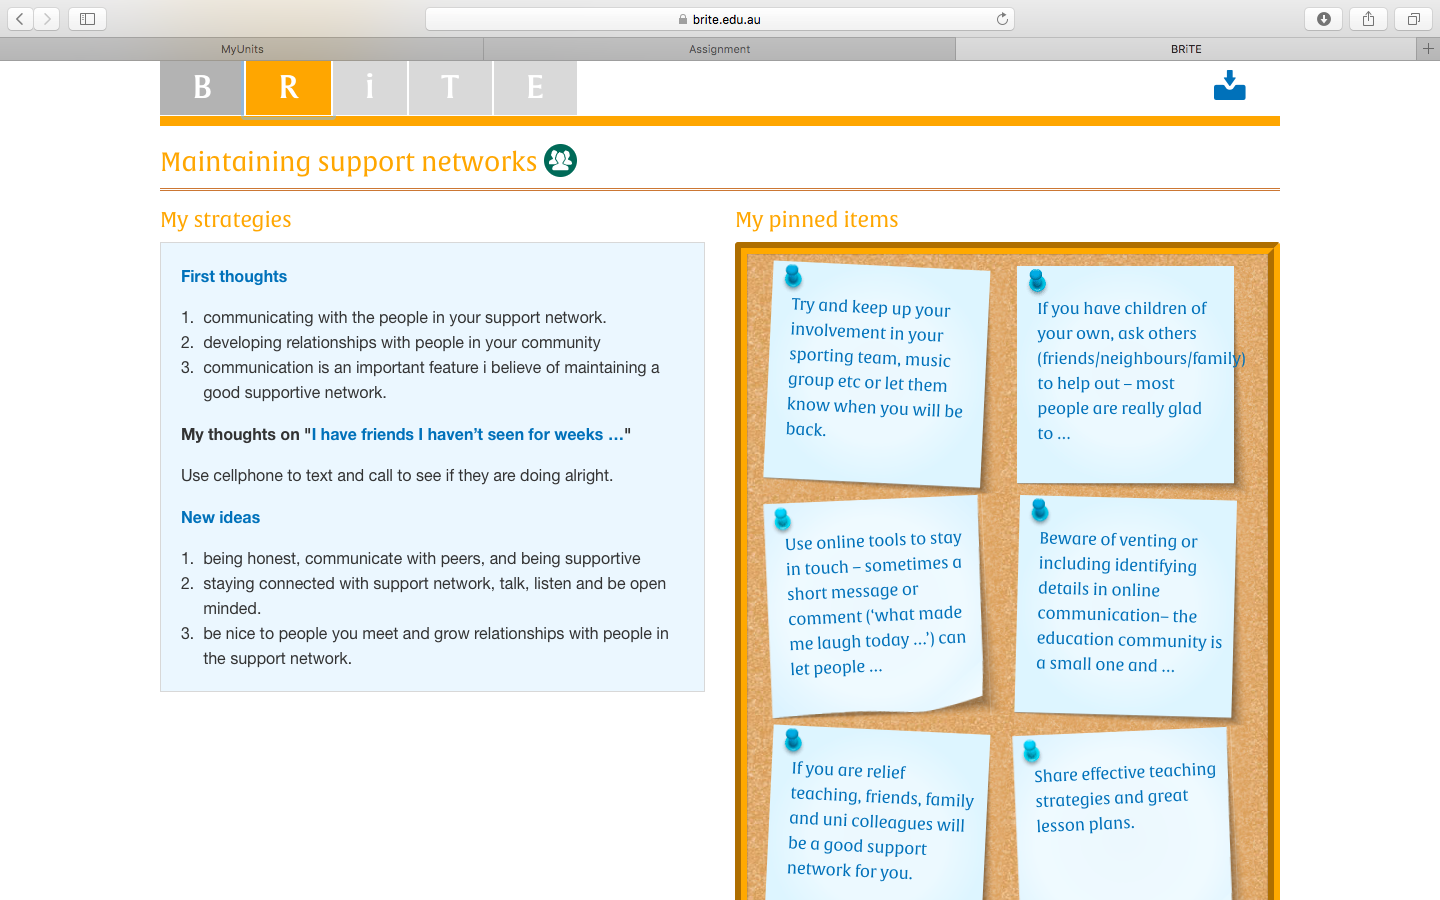 brite.edu.au
MyUnits
Assignment
BRiTE
B R i T E
Maintaining support networks
My strategies
First thoughts
1. communicating with the people in your support network.
2. developing relationships with people in your community
3. communication is an important feature i believe of maintaining a
good supportive network.
My thoughts on "I have friends I haven’t seen for weeks …"
Use cellphone to text and call to see if they are doing alright.
New ideas
1. being honest, communicate with peers, and being supportive
2. staying connected with support network, talk, listen and be open
minded.
3. be nice to people you meet and grow relationships with people in
the support network.
My pinned items
Try and keep up your
involvement in your
sporting team, music
group etc or let them
know when you will be
back.
If you have children of
your own, ask others
(friends/neighbours/family)
to help out – most
people are really glad
to ...
Use online tools to stay
in touch – sometimes a
short message or
comment (‘what made
me laugh today ...’) can
let people ...
Beware of venting or
including identifying
details in online
communication– the
education community is
a small one and ...
If you are relief
teaching, friends, family
and uni colleagues will
be a good support
network for you.
Share effective teaching
strategies and great
lesson plans.